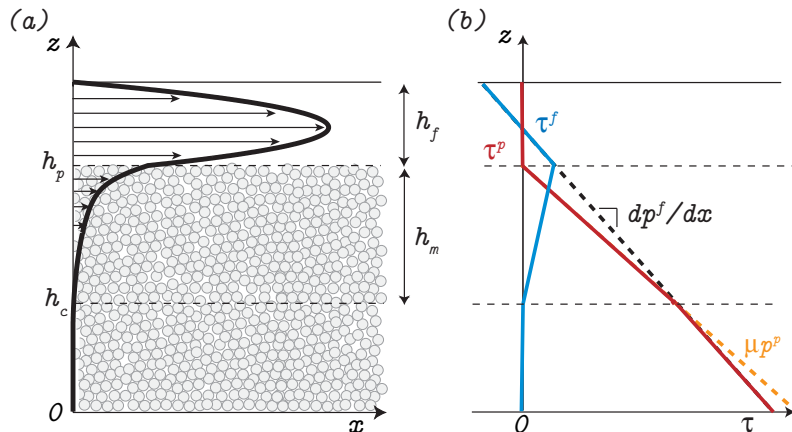 (a)
z
h_f
h_p
h_m
h_c
0
x
(b)
z
τ^f
τ^p
dp^f/dx
μp^p
0
τ